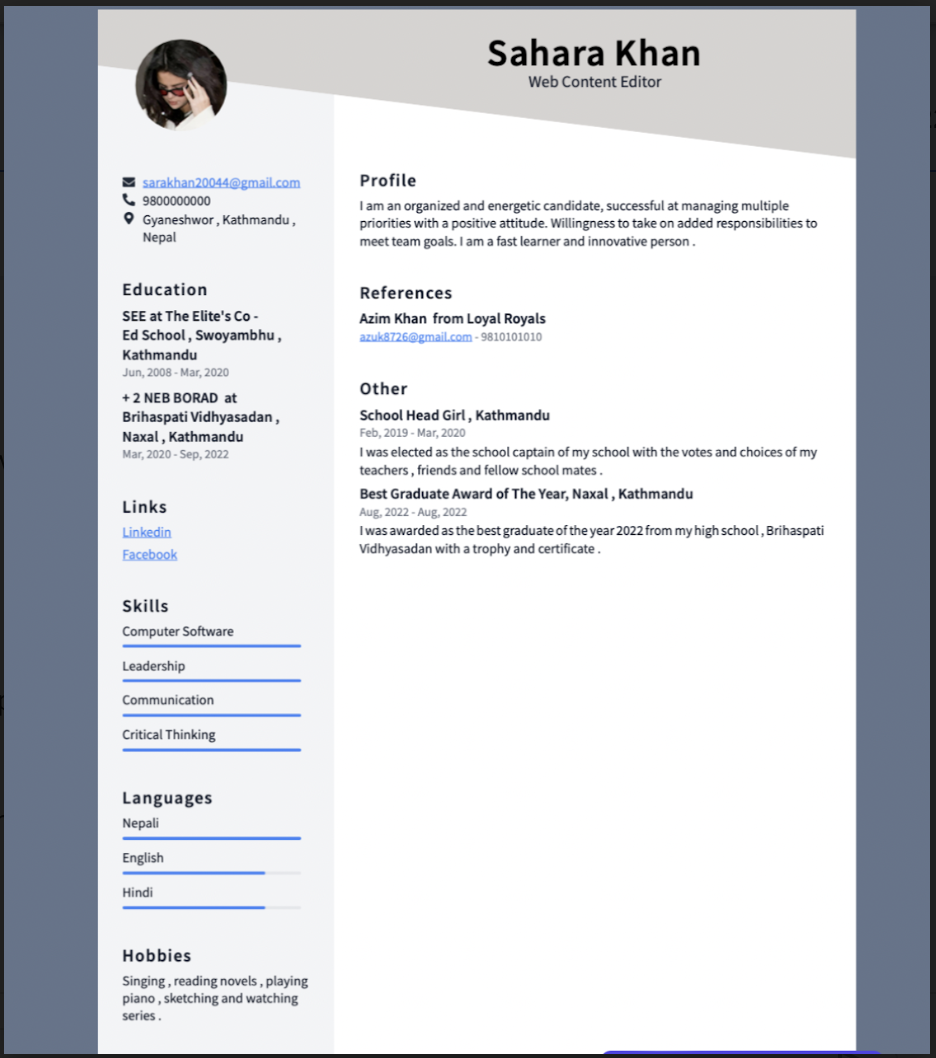 Sahara Khan
Web Content Editor
sarakhan20044@gmail.com
9800000000
Gyaneshwor , Kathmandu ,
Nepal
Education
SEE at The Elite's Co -
Ed School , Swoyambhu ,
Kathmandu
Jun, 2008 - Mar, 2020
+ 2 NEB BORAD  at
Brihaspati Vidhyasadan ,
Naxal , Kathmandu
Mar, 2020 - Sep, 2022
Links
Linkedin
Facebook
Skills
Computer Software
Leadership
Communication
Critical Thinking
Languages
Nepali
English
Hindi
Hobbies
Singing , reading novels , playing
piano , sketching and watching
series .
Profile
I am an organized and energetic candidate, successful at managing multiple
priorities with a positive attitude. Willingness to take on added responsibilities to
meet team goals. I am a fast learner and innovative person .
References
Azim Khan  from Loyal Royals
azuk8726@gmail.com - 9810101010
Other
School Head Girl , Kathmandu
Feb, 2019 - Mar, 2020
I was elected as the school captain of my school with the votes and choices of my
teachers , friends and fellow school mates .
Best Graduate Award of The Year, Naxal , Kathmandu
Aug, 2022 - Aug, 2022
I was awarded as the best graduate of the year 2022 from my high school , Brihaspati
Vidhyasadan with a trophy and certificate .